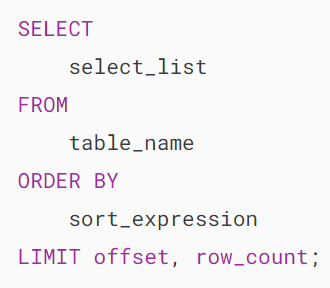 SELECT
    select_list
FROM
    table_name
ORDER BY
    sort_expression
LIMIT offset, row_count;